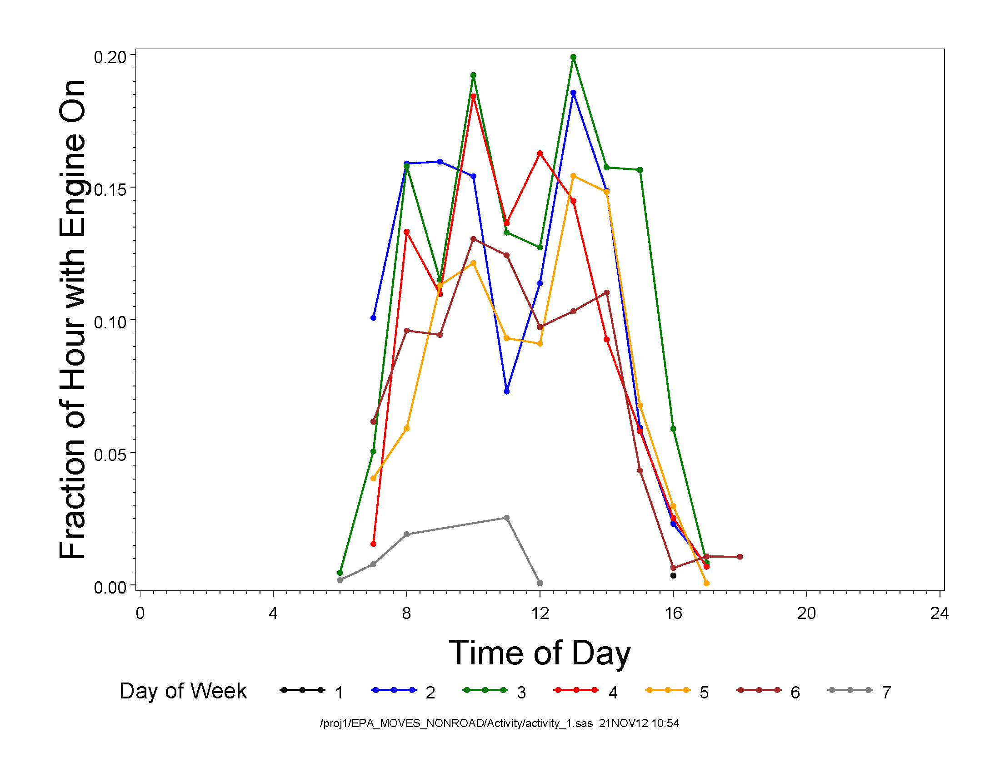 Fraction of Hour with Engine On
0.20
0.15
0.10
0.05
0.00
0 4 8 12 16 20 24
Time of Day
Day of Week 1 2 3 4 5 6 7
/proj1/EPA_MOVES_NONROAD/Activity/activity_1.sas 21NOV12 10:54